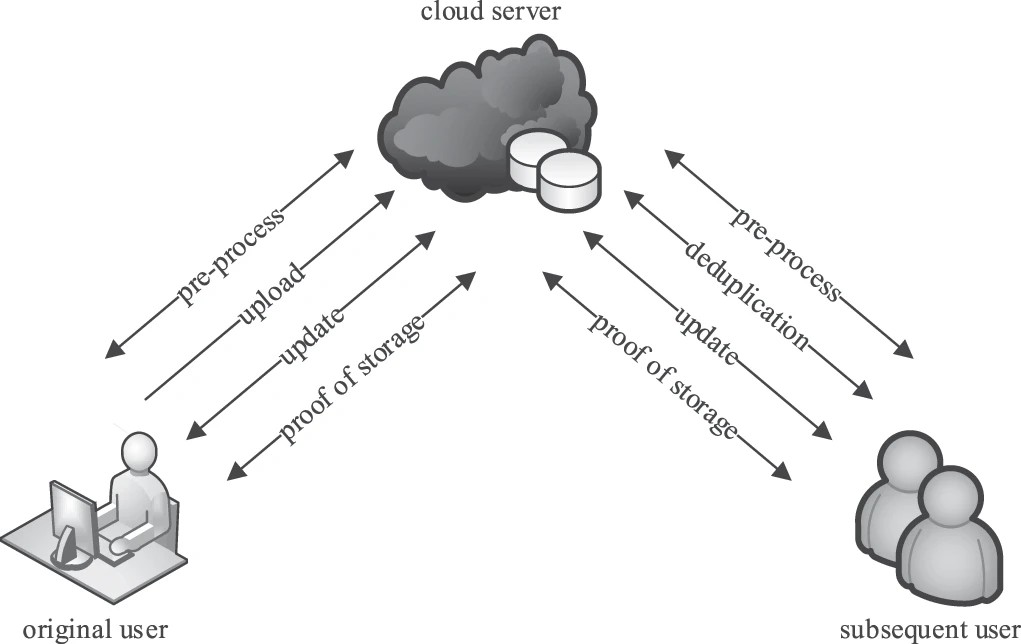 cloud server
pre-process
upload
update
proof of storage
pre-process
deduplication
update
proof of storage
original user
subsequent user